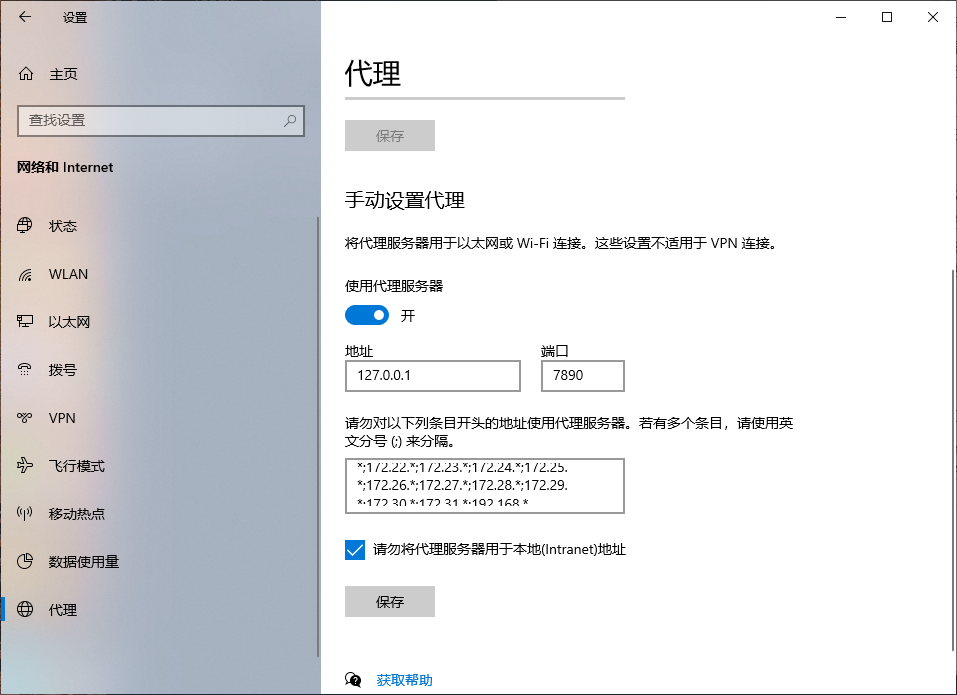 设置
主页
查找设置
网络和 Internet
状态
WLAN
以太网
拨号
VPN
飞行模式
移动热点
数据使用量
代理
代理
保存
手动设置代理
将代理服务器用于以太网或 Wi-Fi 连接。这些设置不适用于 VPN 连接。
使用代理服务器
开
地址
端口
127.0.0.1
7890
请勿对以下列条目开头的地址使用代理服务器。若有多个条目，请使用英
文分号 (;) 来分隔。
*;172.22.*;172.23.*;172.24.*;172.25.
*;172.26.*;172.27.*;172.28.*;172.29.
*;172.30.*;172.31.*;192.168.*
请勿将代理服务器用于本地(Intranet)地址
保存
获取帮助